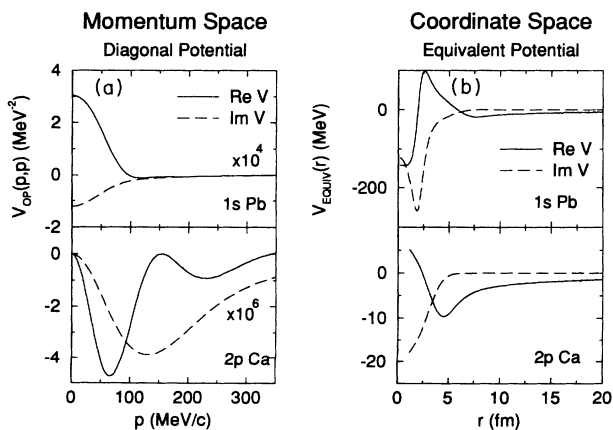 Momentum Space
Diagonal Potential
Coordinate Space
Equivalent Potential
V_OP(p,p) (MeV^-2)
4
2
0
-2
(a)
Re V
Im V
x10^4
1s Pb
0
-2
-4
x10^6
2p Ca
0
100
200
300
p (MeV/c)
V_EQUIV(r) (MeV)
0
-200
(b)
Re V
Im V
1s Pb
0
-10
-20
2p Ca
0
5
10
15
20
r (fm)